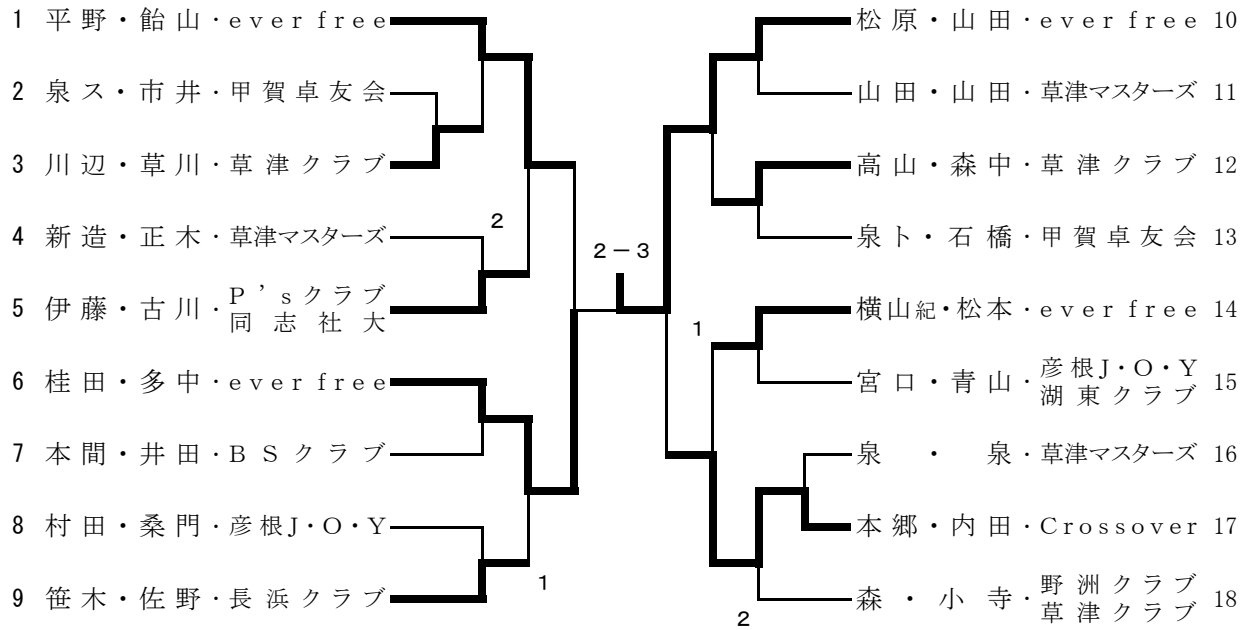 1 平野・飴山・ever free
2 泉ス・市井・甲賀卓友会
3 川辺・草川・草津クラブ
4 新造・正木・草津マスターズ
2
5 伊藤・古川・P'sクラブ
同志社大
6 桂田・多中・ever free
7 本間・井田・BSクラブ
8 村田・桑門・彦根J・O・Y
1
9 笹木・佐野・長浜クラブ
2-3
松原・山田・ever free 10
山田・山田・草津マスターズ 11
高山・森中・草津クラブ 12
泉ト・石橋・甲賀卓友会 13
1
横山紀・松本・ever free 14
宮口・青山・彦根J・O・Y
湖東クラブ 15
泉・泉・草津マスターズ 16
本郷・内田・Crossover 17
森・小寺・野洲クラブ
草津クラブ 18
2